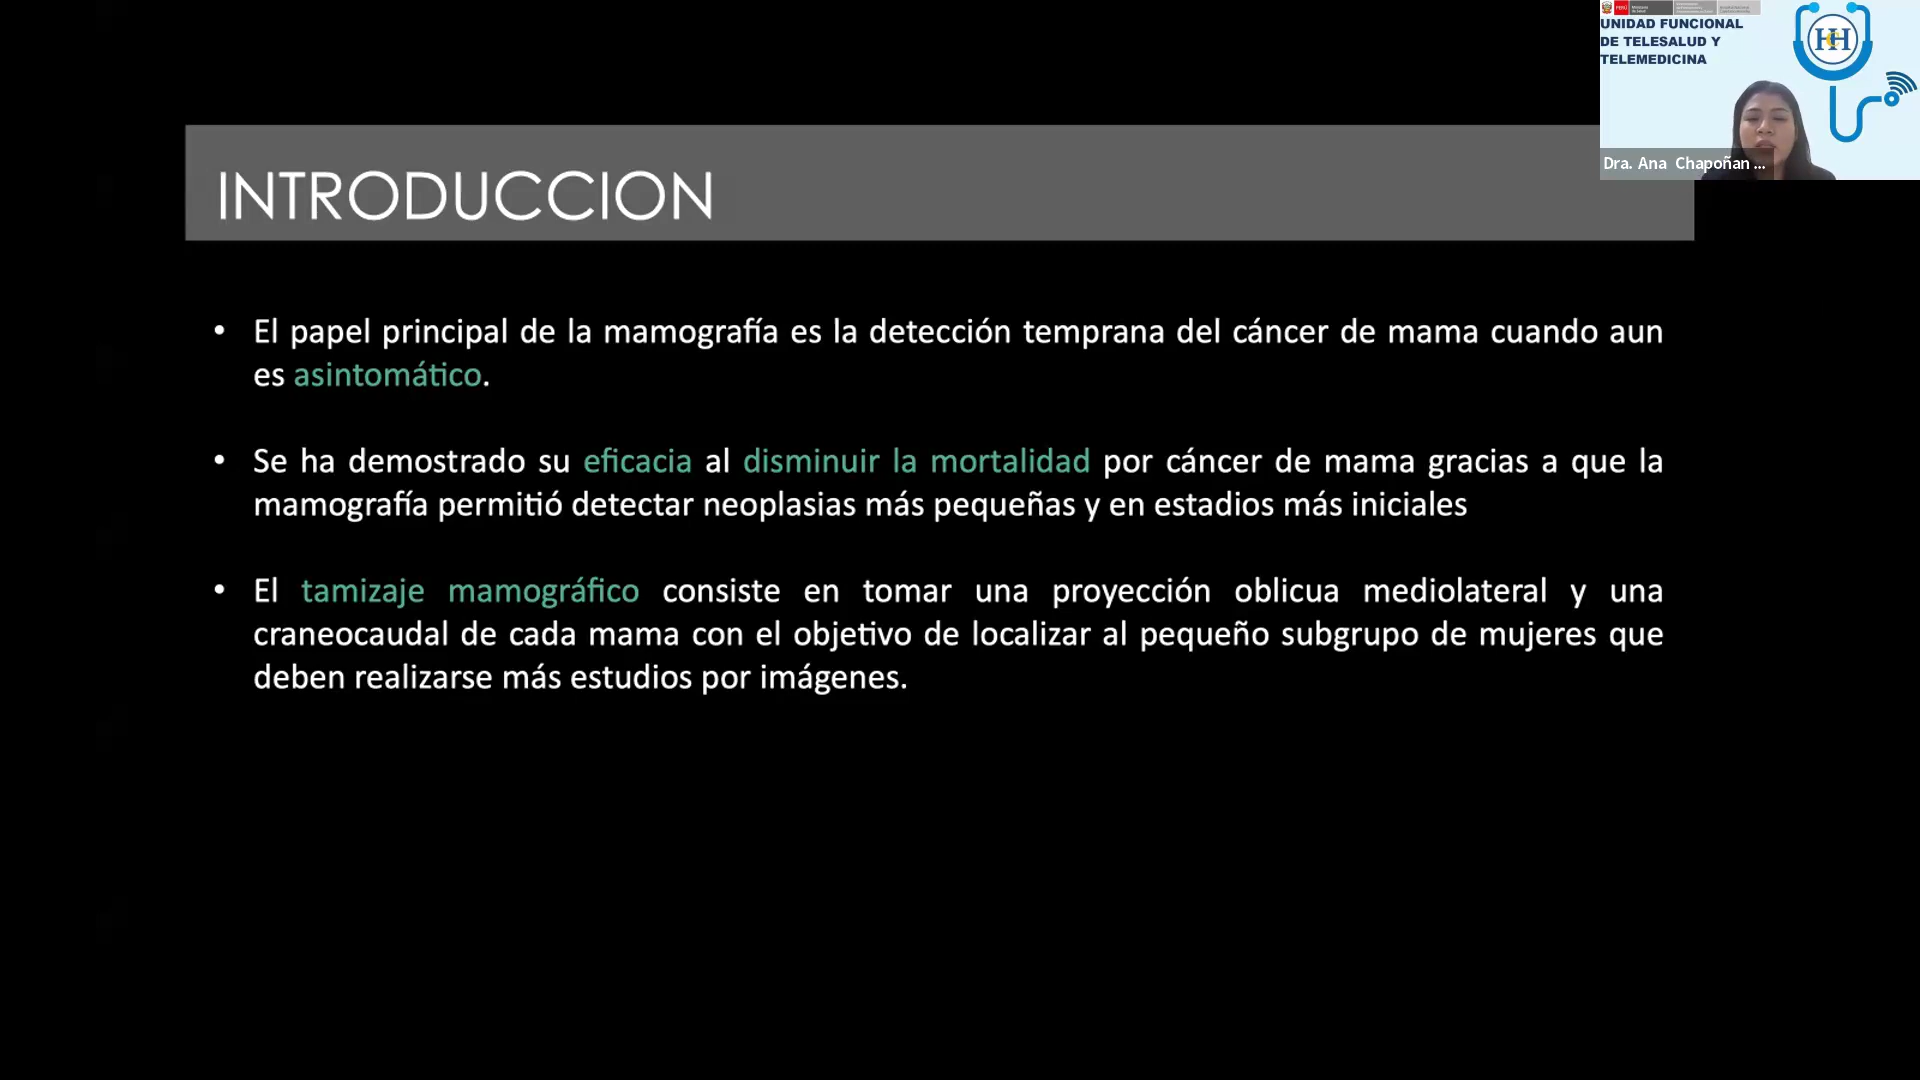 PERÚ
UNIDAD FUNCIONAL
DE TELESALUD Y
TELEMEDICINA
HCH
Dra. Ana Chapoñan ...
INTRODUCCION
• El papel principal de la mamografía es la detección temprana del cáncer de mama cuando aun
es asintomático.
• Se ha demostrado su eficacia al disminuir la mortalidad por cáncer de mama gracias a que la
mamografía permitió detectar neoplasias más pequeñas y en estadios más iniciales
• El tamizaje mamográfico consiste en tomar una proyección oblicua mediolateral y una
craneocaudal de cada mama con el objetivo de localizar al pequeño subgrupo de mujeres que
deben realizarse más estudios por imágenes.